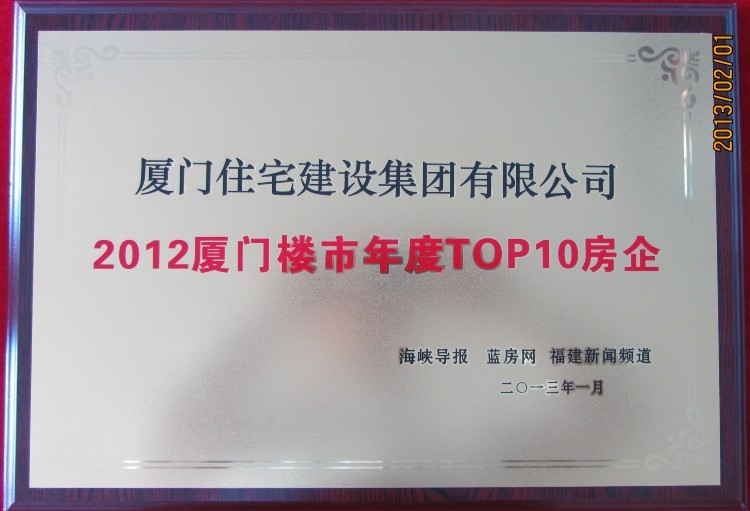 厦门住宅建设集团有限公司
2012厦门楼市年度TOP10房企
海峡导报 蓝房网 福建新闻频道
二〇一三年一月
2013/02/01